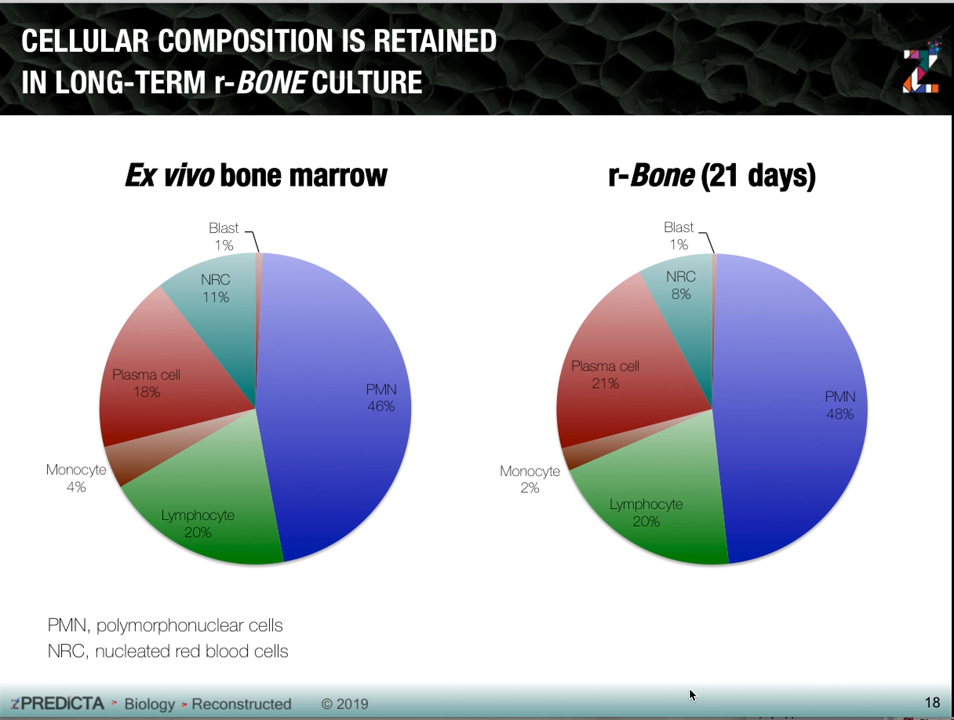 CELLULAR COMPOSITION IS RETAINED
IN LONG-TERM r-BONE CULTURE
Ex vivo bone marrow
Blast
1%
NRC
11%
Plasma cell
18%
PMN
46%
Monocyte
4%
Lymphocyte
20%
r-Bone (21 days)
Blast
1%
NRC
8%
Plasma cell
21%
PMN
48%
Monocyte
2%
Lymphocyte
20%
PMN, polymorphonuclear cells
NRC, nucleated red blood cells
zPREDiCTA ➤ Biology ➤ Reconstructed © 2019
18